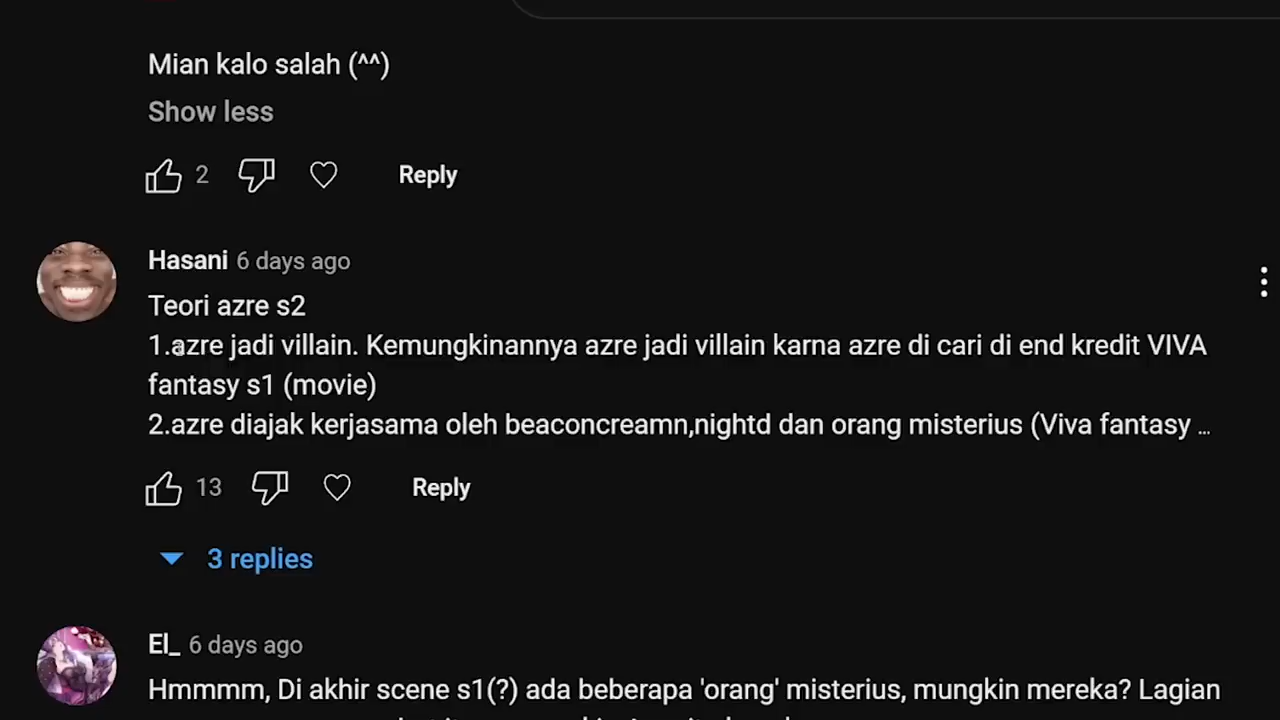 Mian kalo salah (^^)
Show less
2
Reply
Hasani 6 days ago
Teori azre s2
1.azre jadi villain. Kemungkinannya azre jadi villain karna azre di cari di end kredit VIVA
fantasy s1 (movie)
2.azre diajak kerjasama oleh beaconcreamn,nightd dan orang misterius (Viva fantasy ...
13
Reply
3 replies
El_ 6 days ago
Hmmmm, Di akhir scene s1(?) ada beberapa 'orang' misterius, mungkin mereka? Lagian